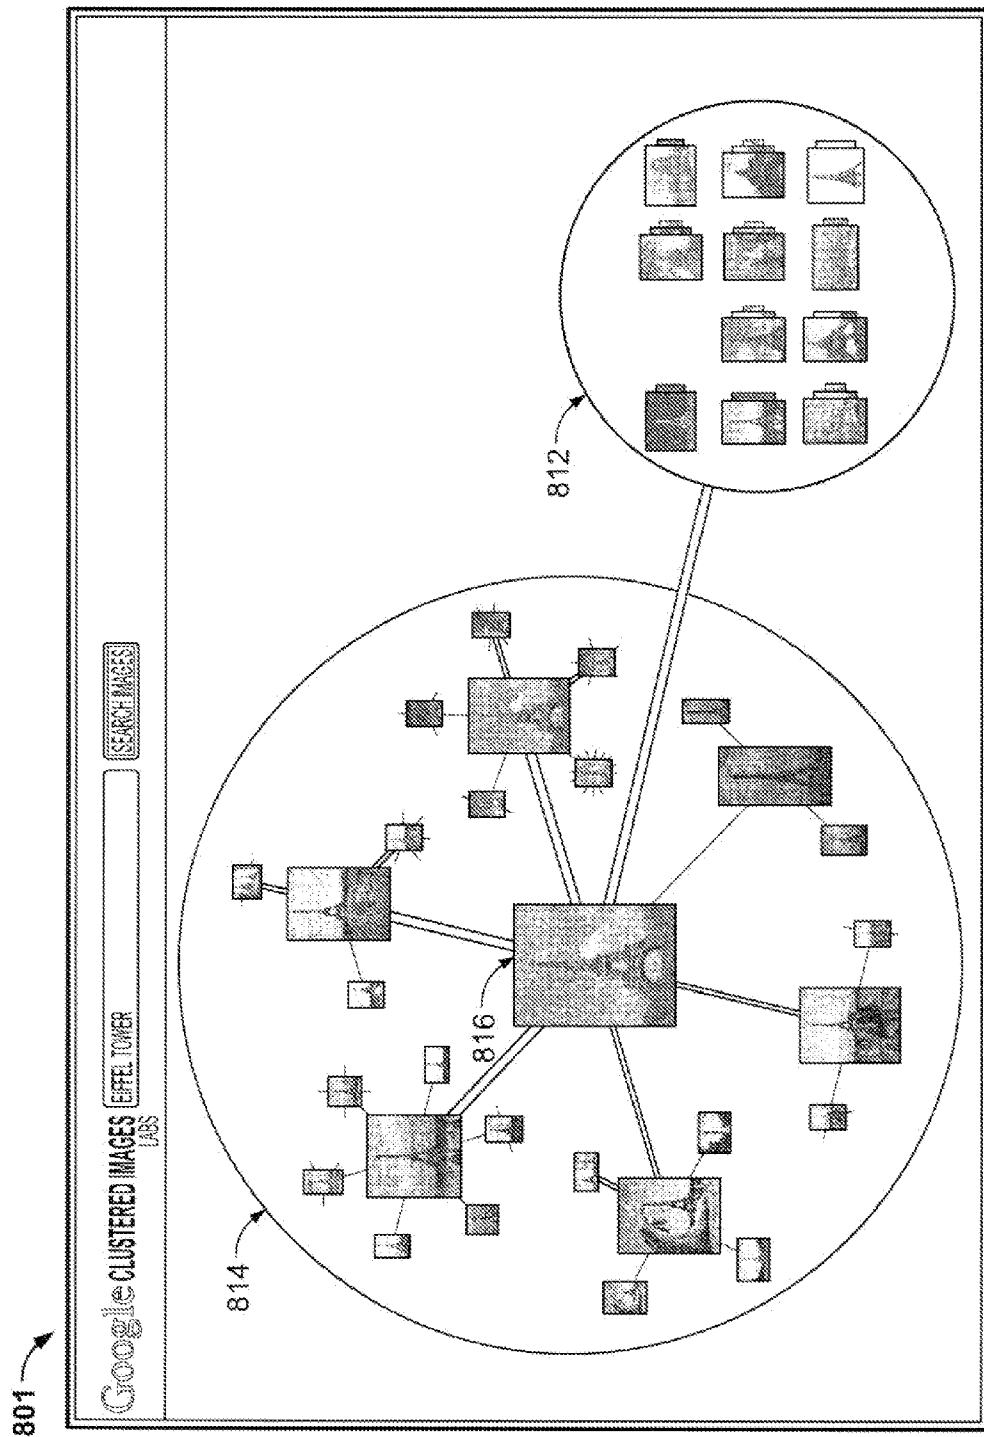 801
Google CLUSTERED IMAGES
LABS
EIFFEL TOWER
SEARCH IMAGES
814
816
812